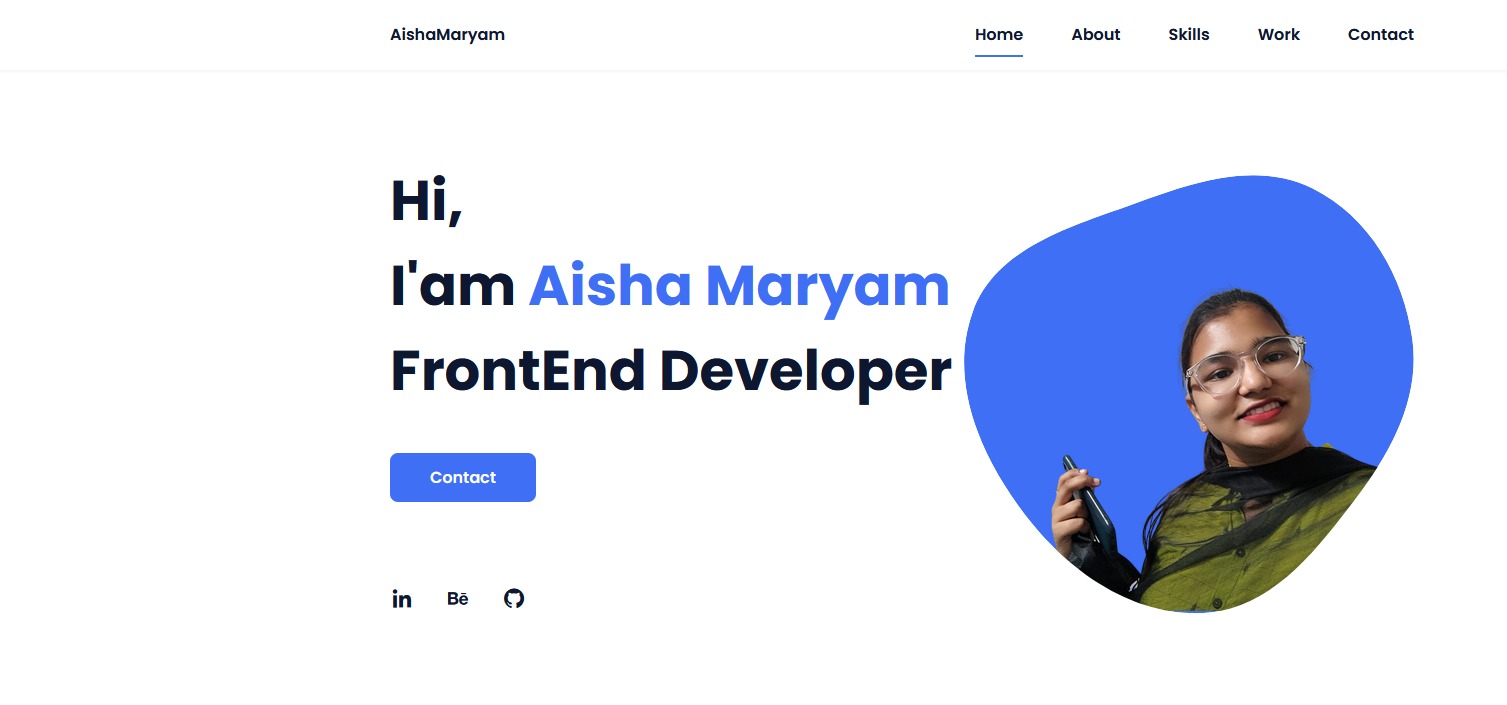 AishaMaryam Home About Skills Work Contact
Hi,
I'am Aisha Maryam
FrontEnd Developer
Contact
in Bē